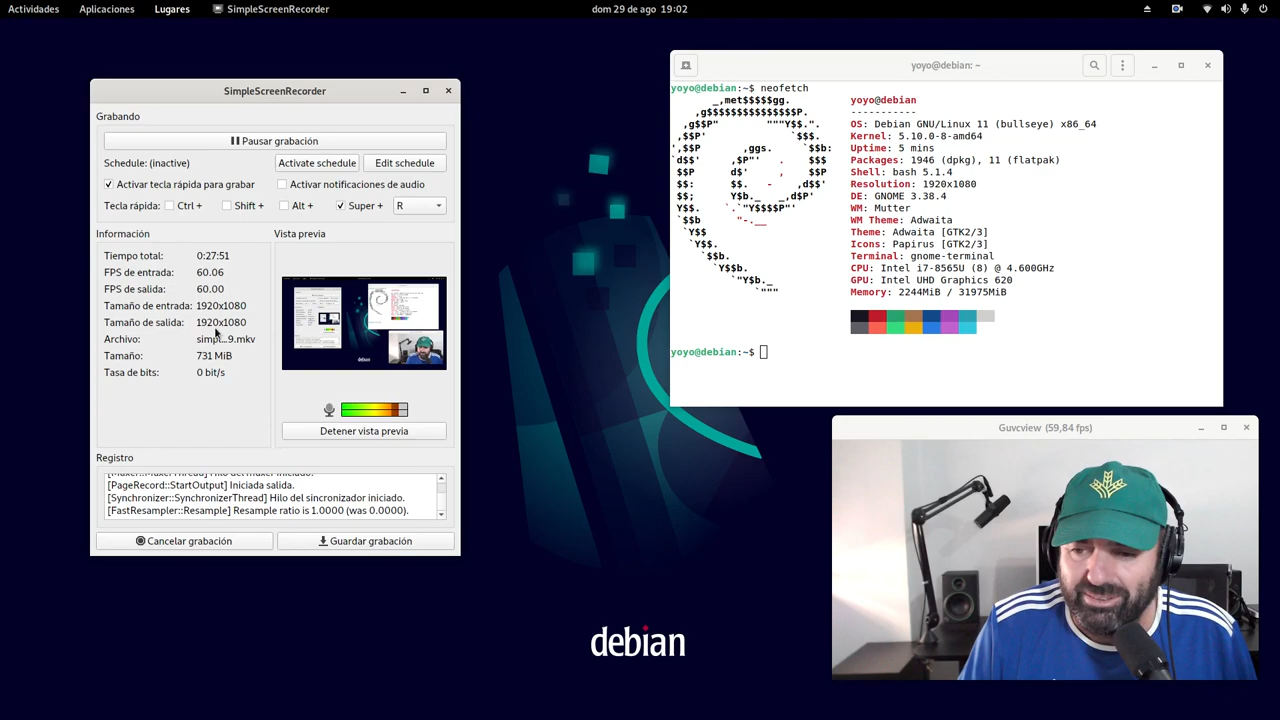 Actividades Aplicaciones Lugares SimpleScreenRecorder dom 29 de ago 19:02
SimpleScreenRecorder
Grabando
Pausar grabación
Schedule: (inactive) Activate schedule Edit schedule
Activar tecla rápida para grabar Activar notificaciones de audio
Tecla rápida: Ctrl + Shift + Alt + Super + R
Información
Tiempo total: 0:27:51
FPS de entrada: 60.06
FPS de salida: 60.00
Tamaño de entrada: 1920x1080
Tamaño de salida: 1920x1080
Archivo: simpl...9.mkv
Tamaño: 731 MiB
Tasa de bits: 0 bit/s
Vista previa
Detener vista previa
Registro
[PageRecord::StartOutput] Iniciada salida.
[Synchronizer::SynchronizerThread] Hilo del sincronizador iniciado.
[FastResampler::Resample] Resample ratio is 1.0000 (was 0.0000).
Cancelar grabación Guardar grabación
yoyo@debian: ~
yoyo@debian:~$ neofetch
yoyo@debian
-----------
OS: Debian GNU/Linux 11 (bullseye) x86_64
Kernel: 5.10.0-8-amd64
Uptime: 5 mins
Packages: 1946 (dpkg), 11 (flatpak)
Shell: bash 5.1.4
Resolution: 1920x1080
DE: GNOME 3.38.4
WM: Mutter
WM Theme: Adwaita
Theme: Adwaita [GTK2/3]
Icons: Papirus [GTK2/3]
Terminal: gnome-terminal
CPU: Intel i7-8565U (8) @ 4.600GHz
GPU: Intel UHD Graphics 620
Memory: 2244MiB / 31975MiB
yoyo@debian:~$
Guvcview (59,84 fps)
debian